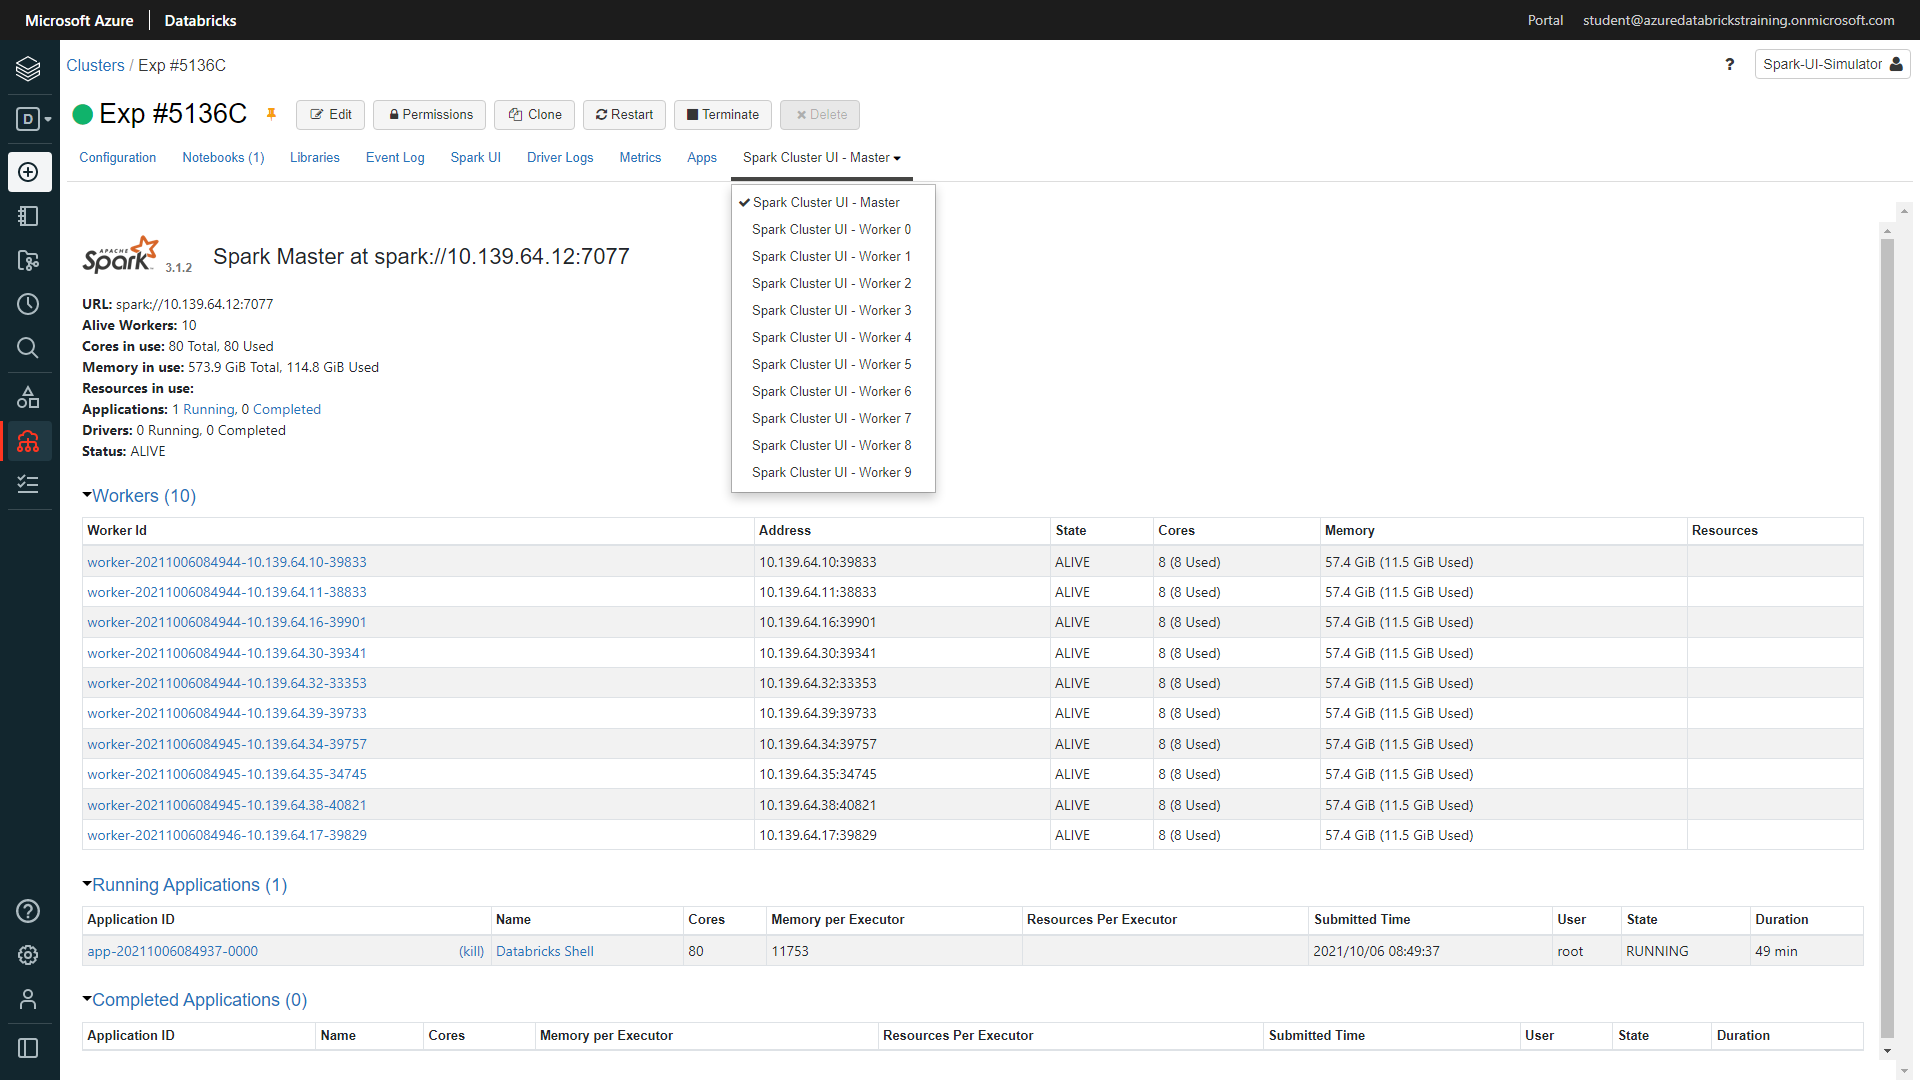 Microsoft Azure | Databricks
Portal student@azuredatabrickstraining.onmicrosoft.com
Clusters / Exp #5136C
? Spark-UI-Simulator
D
Exp #5136C Edit Permissions Clone Restart Terminate Delete
Configuration Notebooks (1) Libraries Event Log Spark UI Driver Logs Metrics Apps Spark Cluster UI - Master
Spark Cluster UI - Master
Spark Cluster UI - Worker 0
Spark Cluster UI - Worker 1
Spark Cluster UI - Worker 2
Spark Cluster UI - Worker 3
Spark Cluster UI - Worker 4
Spark Cluster UI - Worker 5
Spark Cluster UI - Worker 6
Spark Cluster UI - Worker 7
Spark Cluster UI - Worker 8
Spark Cluster UI - Worker 9
APACHE Spark 3.1.2 Spark Master at spark://10.139.64.12:7077
URL: spark://10.139.64.12:7077
Alive Workers: 10
Cores in use: 80 Total, 80 Used
Memory in use: 573.9 GiB Total, 114.8 GiB Used
Resources in use:
Applications: 1 Running, 0 Completed
Drivers: 0 Running, 0 Completed
Status: ALIVE
Workers (10)
Worker Id Address State Cores Memory Resources
worker-20211006084944-10.139.64.10-39833 10.139.64.10:39833 ALIVE 8 (8 Used) 57.4 GiB (11.5 GiB Used)
worker-20211006084944-10.139.64.11-38833 10.139.64.11:38833 ALIVE 8 (8 Used) 57.4 GiB (11.5 GiB Used)
worker-20211006084944-10.139.64.16-39901 10.139.64.16:39901 ALIVE 8 (8 Used) 57.4 GiB (11.5 GiB Used)
worker-20211006084944-10.139.64.30-39341 10.139.64.30:39341 ALIVE 8 (8 Used) 57.4 GiB (11.5 GiB Used)
worker-20211006084944-10.139.64.32-33353 10.139.64.32:33353 ALIVE 8 (8 Used) 57.4 GiB (11.5 GiB Used)
worker-20211006084944-10.139.64.39-39733 10.139.64.39:39733 ALIVE 8 (8 Used) 57.4 GiB (11.5 GiB Used)
worker-20211006084945-10.139.64.34-39757 10.139.64.34:39757 ALIVE 8 (8 Used) 57.4 GiB (11.5 GiB Used)
worker-20211006084945-10.139.64.35-34745 10.139.64.35:34745 ALIVE 8 (8 Used) 57.4 GiB (11.5 GiB Used)
worker-20211006084945-10.139.64.38-40821 10.139.64.38:40821 ALIVE 8 (8 Used) 57.4 GiB (11.5 GiB Used)
worker-20211006084946-10.139.64.17-39829 10.139.64.17:39829 ALIVE 8 (8 Used) 57.4 GiB (11.5 GiB Used)
Running Applications (1)
Application ID Name Cores Memory per Executor Resources Per Executor Submitted Time User State Duration
app-20211006084937-0000 (kill) Databricks Shell 80 11753 2021/10/06 08:49:37 root RUNNING 49 min
Completed Applications (0)
Application ID Name Cores Memory per Executor Resources Per Executor Submitted Time User State Duration